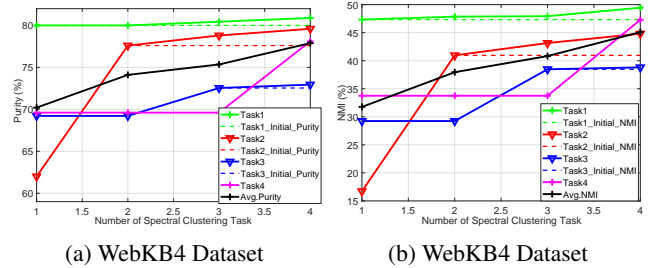 80
75
70
65
60
Purity (%)
1
1.5
2
2.5
3
3.5
4
Number of Spectral Clustering Task
Task1
Task1_Initial_Purity
Task2
Task2_Initial_Purity
Task3
Task3_Initial_Purity
Task4
Avg.Purity
(a) WebKB4 Dataset
50
45
40
35
30
25
20
15
NMI (%)
1
1.5
2
2.5
3
3.5
4
Number of Spectral Clustering Task
Task1
Task1_Initial_NMI
Task2
Task2_Initial_NMI
Task3
Task3_Initial_NMI
Task4
Avg.NMI
(b) WebKB4 Dataset